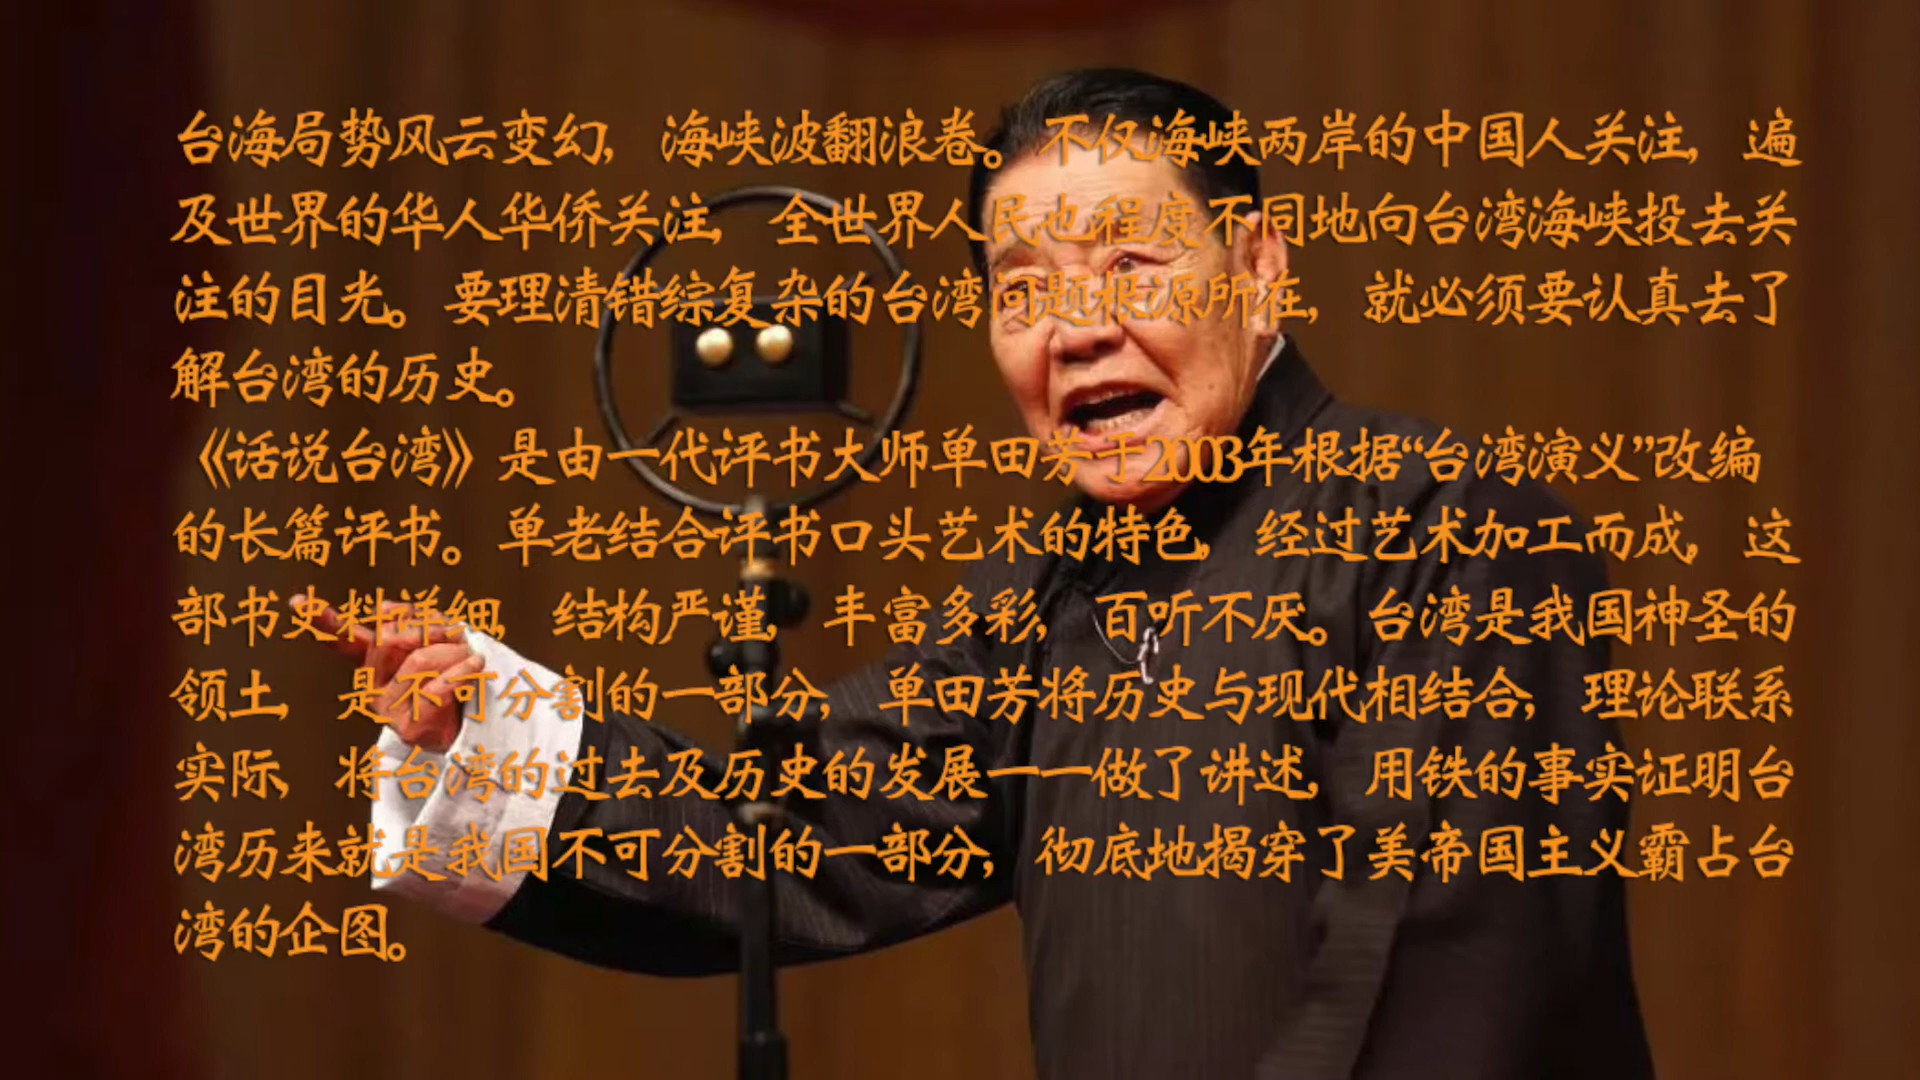 台海局势风云变幻，海峡波翻浪卷。不仅海峡两岸的中国人关注，遍
及世界的华人华侨关注，全世界人民也程度不同地向台湾海峡投去关
注的目光。要理清错综复杂的台湾问题根源所在，就必须要认真去了
解台湾的历史。
《话说台湾》是由一代评书大师单田芳于2003年根据“台湾演义”改编
的长篇评书。单老结合评书口头艺术的特色，经过艺术加工而成，这
部书史料详细，结构严谨，丰富多彩，百听不厌。台湾是我国神圣的
领土，是不可分割的一部分，单田芳将历史与现代相结合，理论联系
实际，将台湾的过去及历史的发展一一做了讲述，用铁的事实证明台
湾历来就是我国不可分割的一部分，彻底地揭穿了美帝国主义霸占台
湾的企图。